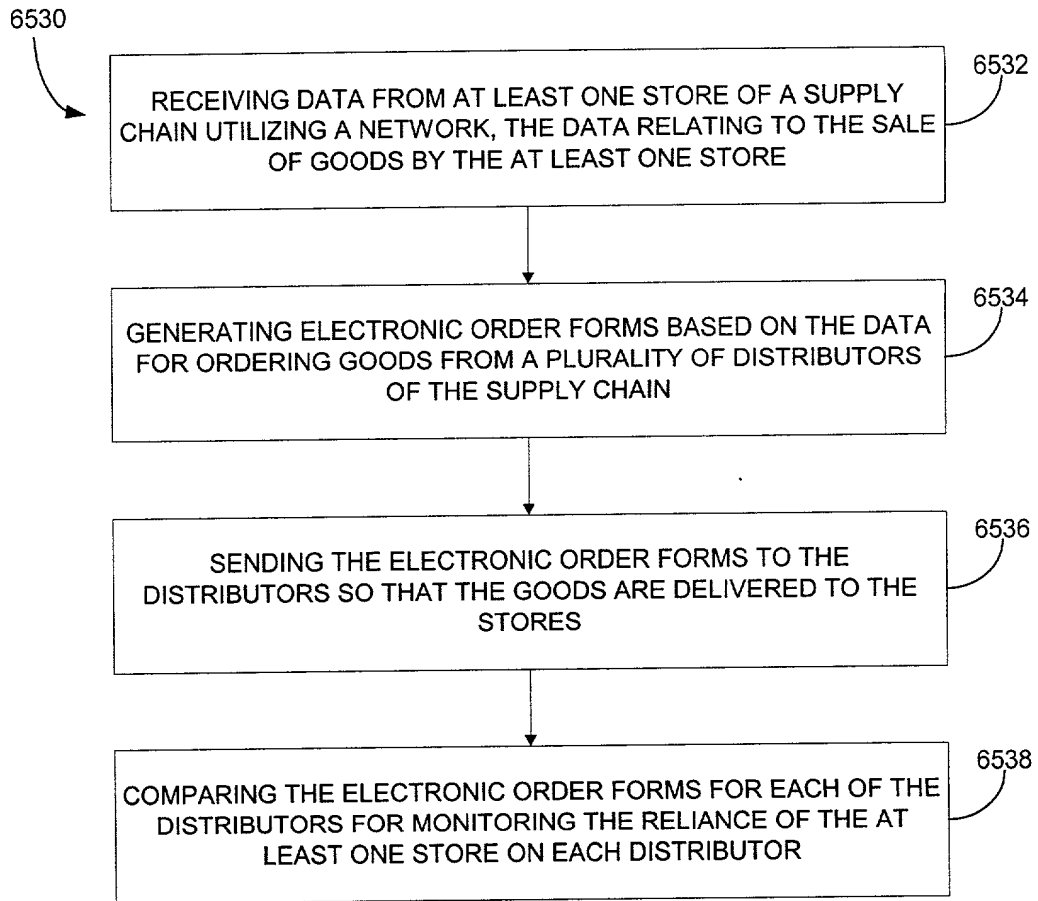 6530
6532
RECEIVING DATA FROM AT LEAST ONE STORE OF A SUPPLY
CHAIN UTILIZING A NETWORK, THE DATA RELATING TO THE SALE
OF GOODS BY THE AT LEAST ONE STORE
6534
GENERATING ELECTRONIC ORDER FORMS BASED ON THE DATA
FOR ORDERING GOODS FROM A PLURALITY OF DISTRIBUTORS
OF THE SUPPLY CHAIN
6536
SENDING THE ELECTRONIC ORDER FORMS TO THE
DISTRIBUTORS SO THAT THE GOODS ARE DELIVERED TO THE
STORES
6538
COMPARING THE ELECTRONIC ORDER FORMS FOR EACH OF THE
DISTRIBUTORS FOR MONITORING THE RELIANCE OF THE AT
LEAST ONE STORE ON EACH DISTRIBUTOR